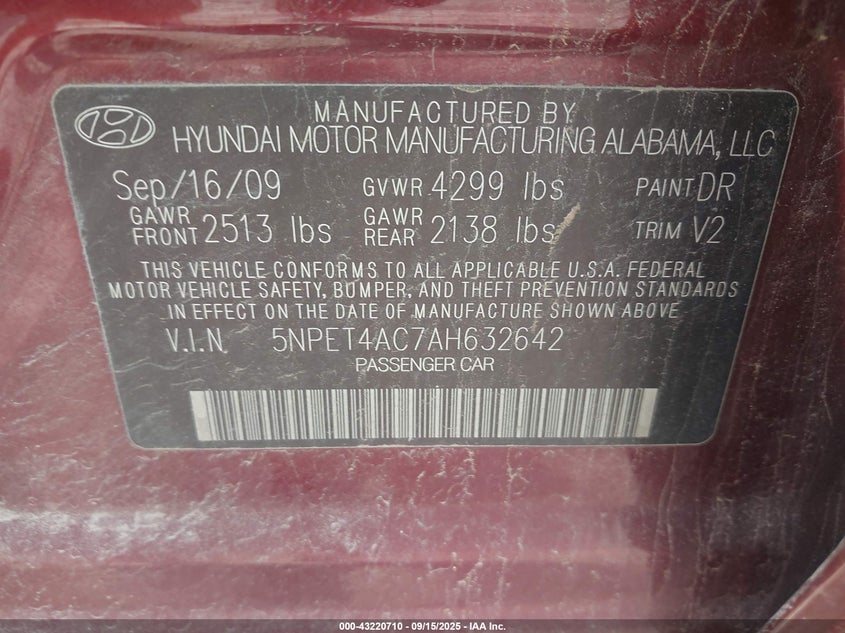 MANUFACTURED BY
HYUNDAI MOTOR MANUFACTURING ALABAMA, LLC
Sep/16/09 GVWR 4299 lbs PAINT DR
GAWR FRONT 2513 lbs GAWR REAR 2138 lbs TRIM V2
THIS VEHICLE CONFORMS TO ALL APPLICABLE U.S.A. FEDERAL
MOTOR VEHICLE SAFETY, BUMPER, AND THEFT PREVENTION STANDARDS
IN EFFECT ON THE DATE OF MANUFACTURE SHOWN ABOVE
V.I.N. 5NPET4AC7AH632642
PASSENGER CAR
000-43220710 - 09/15/2025 - IAA Inc.